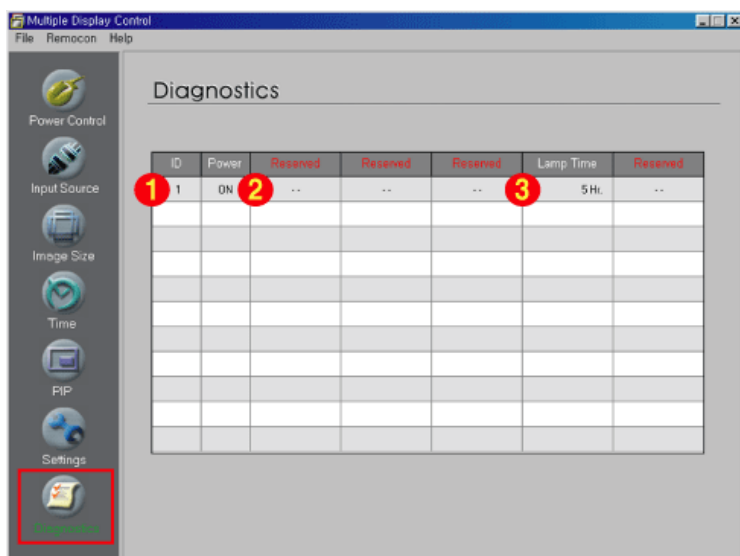 Multiple Display Control
File Remocon Help
Diagnostics
Power Control
Input Source
Image Size
Time
PIP
Settings
Diagnostics
ID Power Reserved Reserved Reserved Lamp Time Reserved
1 1 ON 2 -- -- -- 3 5 Hr. --